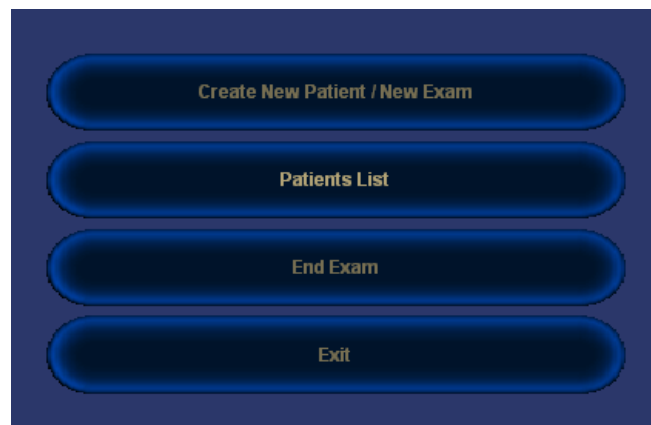 Create New Patient / New Exam
Patients List
End Exam
Exit